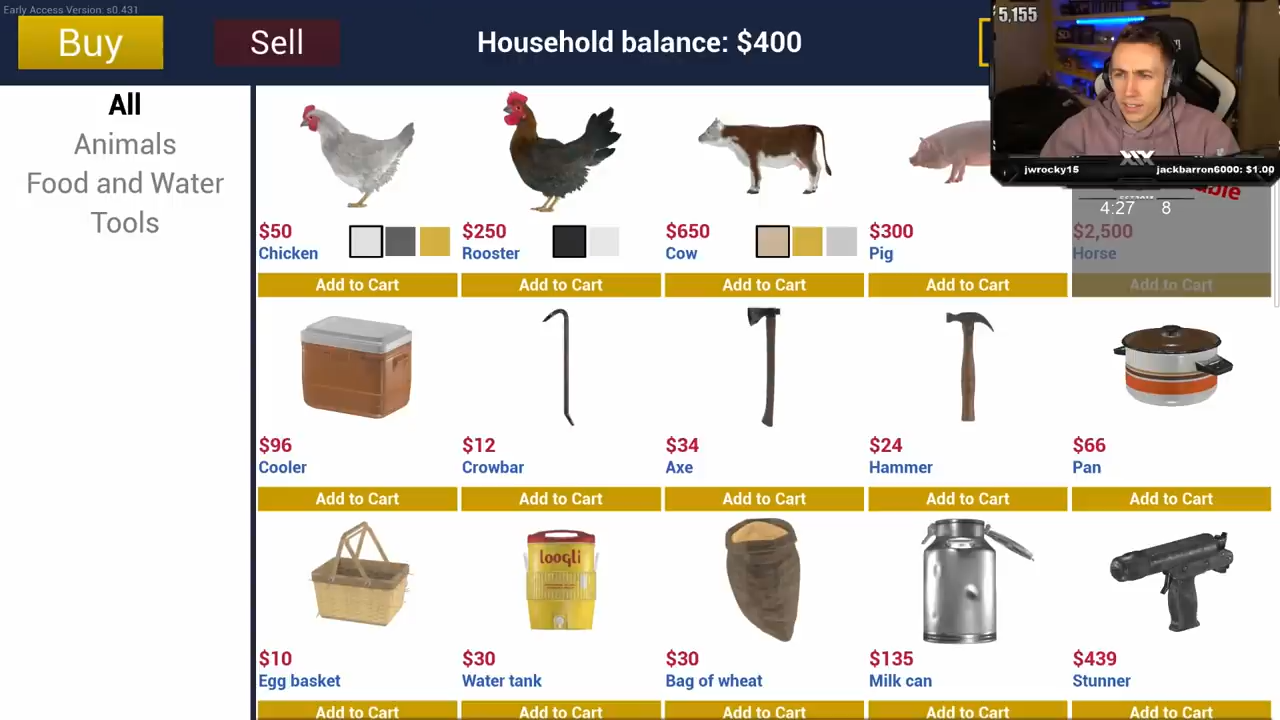 Early Access Version: s0.431
5,155
Buy
Sell
Household balance: $400
All
Animals
Food and Water
Tools
jwrocky15
jackbarron6000: $1.00
4:27 8
$50
Chicken
$250
Rooster
$650
Cow
$300
Pig
$2,500
Horse
Add to Cart
Add to Cart
Add to Cart
Add to Cart
Add to Cart
$96
Cooler
$12
Crowbar
$34
Axe
$24
Hammer
$66
Pan
Add to Cart
Add to Cart
Add to Cart
Add to Cart
Add to Cart
loogli
$10
Egg basket
$30
Water tank
$30
Bag of wheat
$135
Milk can
$439
Stunner
Add to Cart
Add to Cart
Add to Cart
Add to Cart
Add to Cart